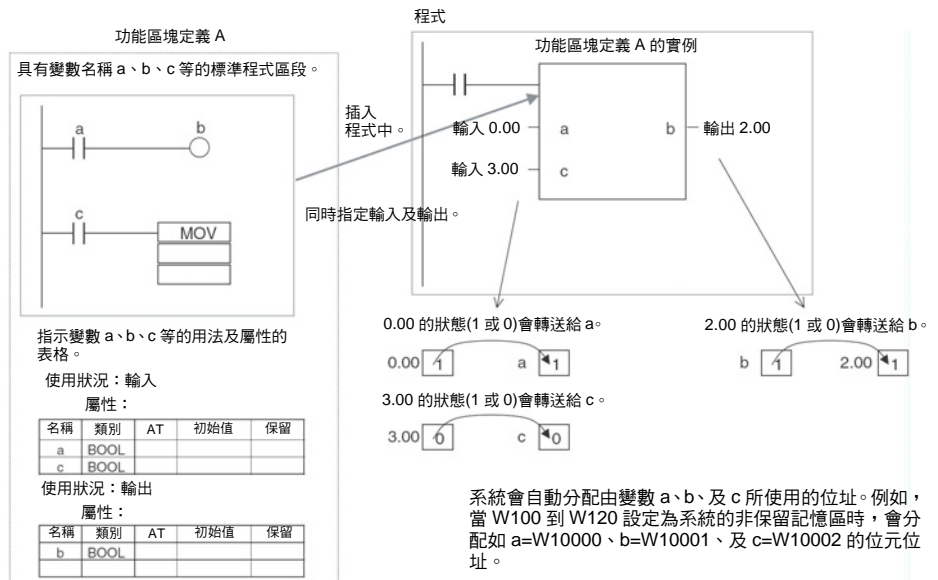 功能區塊定義 A
具有變數名稱 a、b、c 等的標準程式區段。
a
b
c
MOV
指示變數 a、b、c 等的用法及屬性的
表格。
使用狀況：輸入
屬性：
名稱 類別 AT 初始值 保留
a BOOL
c BOOL
使用狀況：輸出
屬性：
名稱 類別 AT 初始值 保留
b BOOL
插入
程式中。
同時指定輸入及輸出。
程式
功能區塊定義 A 的實例
輸入 0.00 a b 輸出 2.00
輸入 3.00 c
0.00 的狀態(1 或 0)會轉送給 a。
0.00 1 a 1
3.00 的狀態(1 或 0)會轉送給 c。
3.00 0 c 0
2.00 的狀態(1 或 0)會轉送給 b。
b 1 2.00 1
系統會自動分配由變數 a、b、及 c 所使用的位址。例如，
當 W100 到 W120 設定為系統的非保留記憶區時，會分
配如 a=W10000、b=W10001、及 c=W10002 的位元位
址。